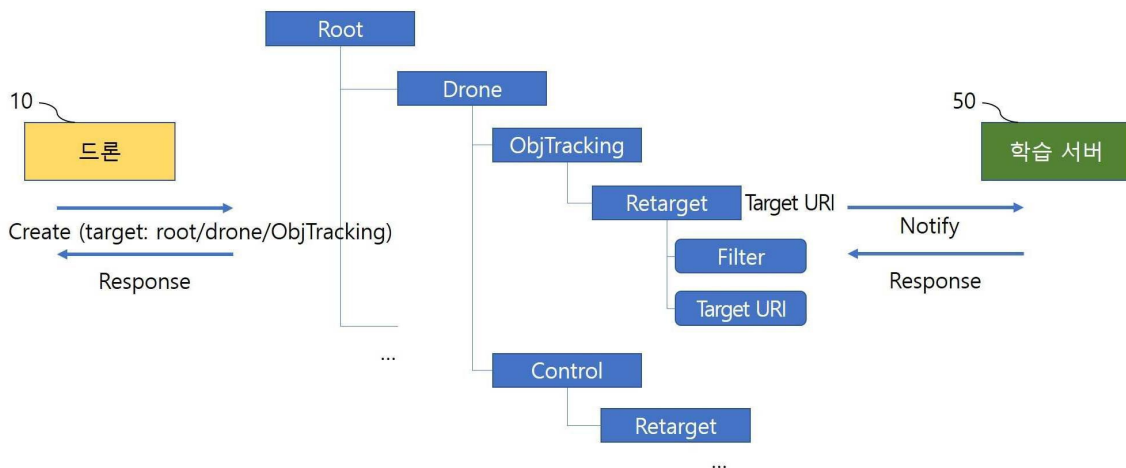 Root
10
Drone
50
드론
ObjTracking
학습 서버
Retarget
Target URI
Create (target: root/drone/ObjTracking)
Notify
Filter
Response
Response
Target URI
...
Control
Retarget
...